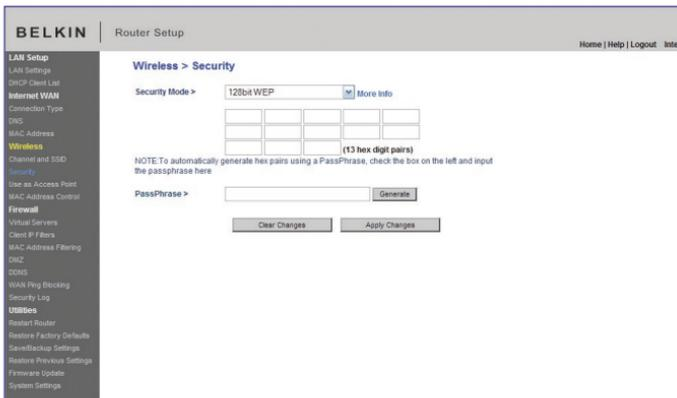 BELKIN
Router Setup
Home | Help | Logout Inte
LAN Setup
LAN Settings
DHCP Client List
Internet WAN
Connection Type
DNS
MAC Address
Wireless
Channel and SSID
Security
Use as Access Point
MAC Address Control
Firewall
Virtual Servers
Client IP Filters
MAC Address Filtering
DMZ
DDNS
WAN Ping Blocking
Security Log
Utilities
Restart Router
Restore Factory Defaults
Save/Backup Settings
Restore Previous Settings
Firmware Update
System Settings
Wireless > Security
Security Mode > 128bit WEP More Info
(13 hex digit pairs)
NOTE:To automatically generate hex pairs using a PassPhrase, check the box on the left and input
the passphrase here
PassPhrase > Generate
Clear Changes Apply Changes